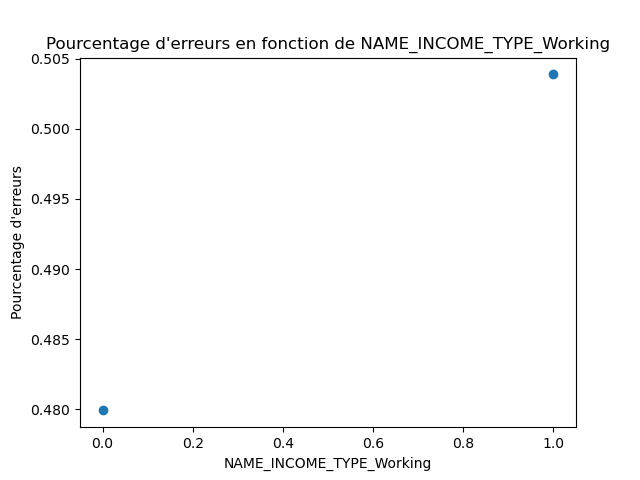 Pourcentage d'erreurs en fonction de NAME_INCOME_TYPE_Working
0.505
0.500
0.495
0.490
0.485
0.480
Pourcentage d'erreurs
0.0 0.2 0.4 0.6 0.8 1.0
NAME_INCOME_TYPE_Working